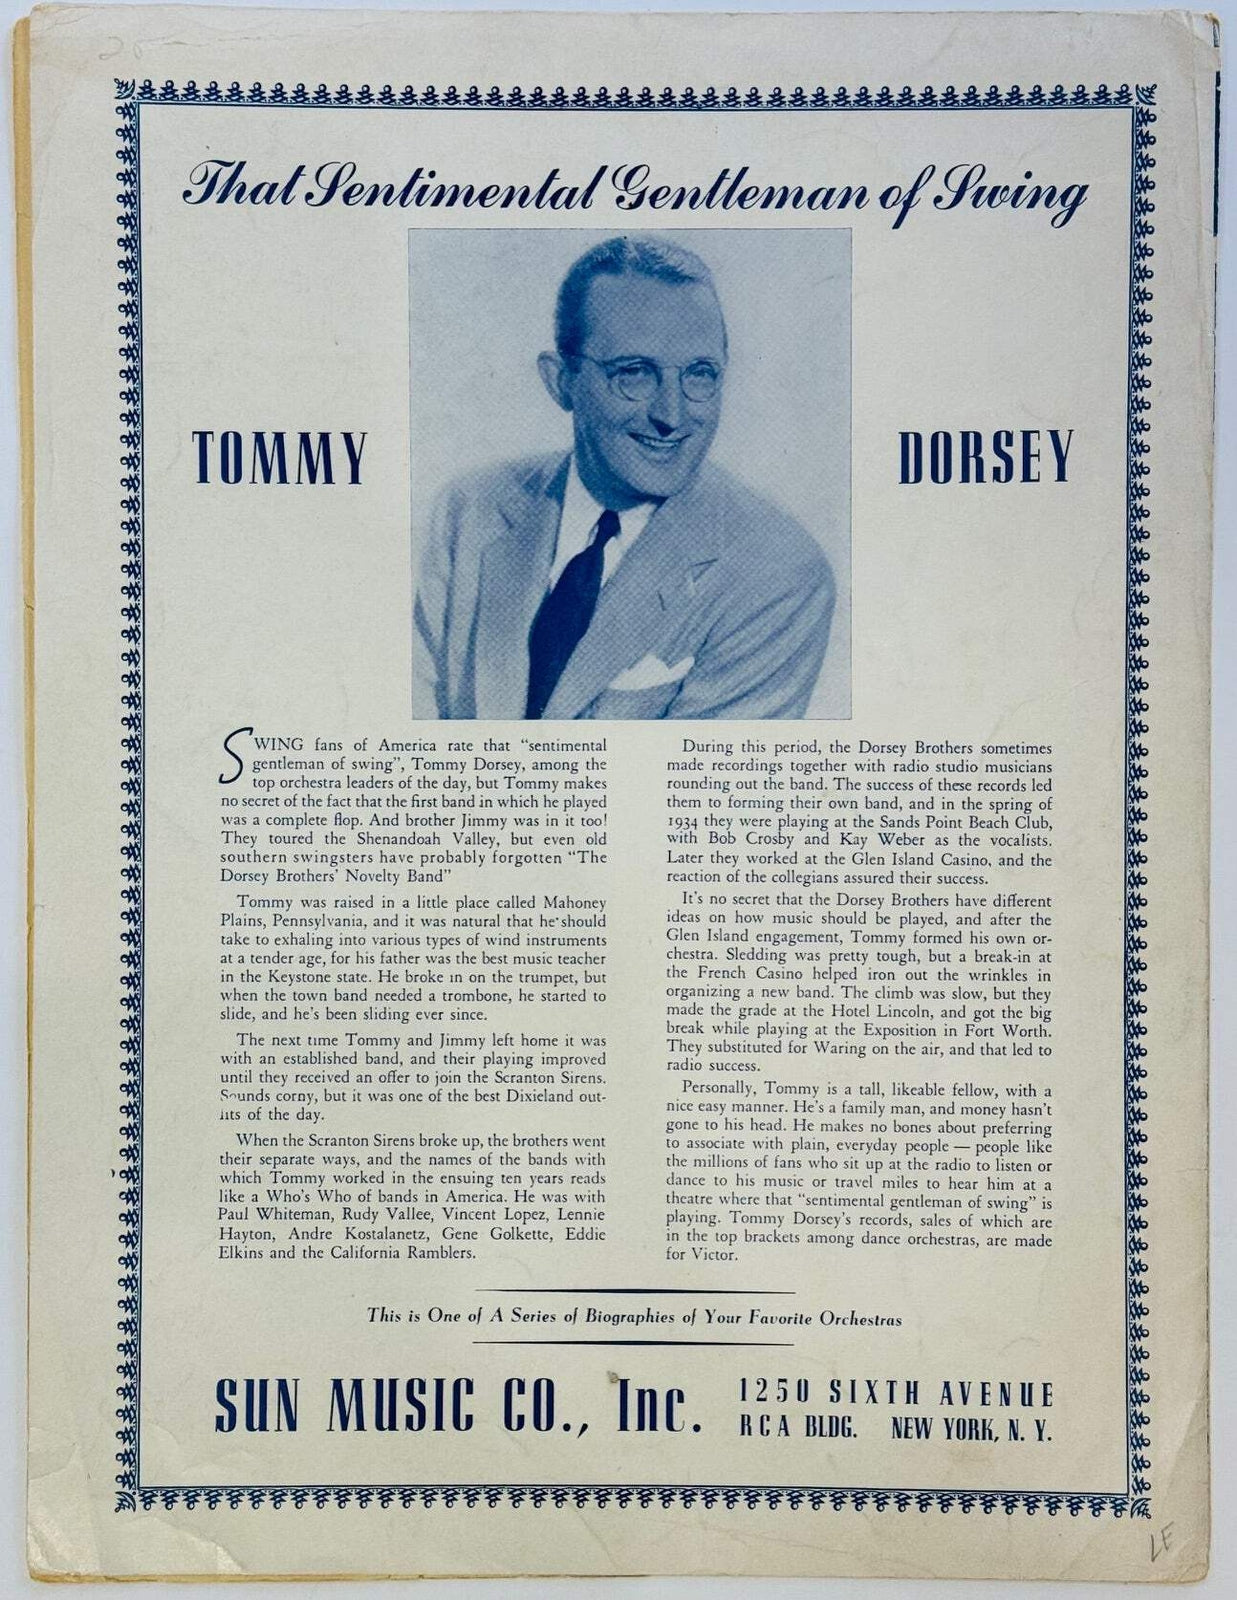 That Sentimental Gentleman of Swing
TOMMY
DORSEY
SWING fans of America rate that "sentimental
gentleman of swing", Tommy Dorsey, among the
top orchestra leaders of the day, but Tommy makes
no secret of the fact that the first band in which he played
was a complete flop. And brother Jimmy was in it too!
They toured the Shenandoah Valley, but even old
southern swingsters have probably forgotten "The
Dorsey Brothers' Novelty Band"
Tommy was raised in a little place called Mahoney
Plains, Pennsylvania, and it was natural that he should
take to exhaling into various types of wind instruments
at a tender age, for his father was the best music teacher
in the Keystone state. He broke in on the trumpet, but
when the town band needed a trombone, he started to
slide, and he's been sliding ever since.
The next time Tommy and Jimmy left home it was
with an established band, and their playing improved
until they received an offer to join the Scranton Sirens.
Sounds corny, but it was one of the best Dixieland out-
fits of the day.
When the Scranton Sirens broke up, the brothers went
their separate ways, and the names of the bands with
which Tommy worked in the ensuing ten years reads
like a Who's Who of bands in America. He was with
Paul Whiteman, Rudy Vallee, Vincent Lopez, Lennie
Hayton, Andre Kostalanetz, Gene Golkette, Eddie
Elkins and the California Ramblers.
During this period, the Dorsey Brothers sometimes
made recordings together with radio studio musicians
rounding out the band. The success of these records led
them to forming their own band, and in the spring of
1934 they were playing at the Sands Point Beach Club,
with Bob Crosby and Kay Weber as the vocalists.
Later they worked at the Glen Island Casino, and the
reaction of the collegians assured their success.
It's no secret that the Dorsey Brothers have different
ideas on how music should be played, and after the
Glen Island engagement, Tommy formed his own or-
chestra. Sledding was pretty tough, but a break-in at
the French Casino helped iron out the wrinkles in
organizing a new band. The climb was slow, but they
made the grade at the Hotel Lincoln, and got the big
break while playing at the Exposition in Fort Worth.
They substituted for Waring on the air, and that led to
radio success.
Personally, Tommy is a tall, likeable fellow, with a
nice easy manner. He's a family man, and money hasn't
gone to his head. He makes no bones about preferring
to associate with plain, everyday people — people like
the millions of fans who sit up at the radio to listen or
dance to his music or travel miles to hear him at a
theatre where that "sentimental gentleman of swing" is
playing. Tommy Dorsey's records, sales of which are
in the top brackets among dance orchestras, are made
for Victor.
This is One of A Series of Biographies of Your Favorite Orchestras
SUN MUSIC CO., Inc.
1250 SIXTH AVENUE
RCA BLDG. NEW YORK, N. Y.
LF